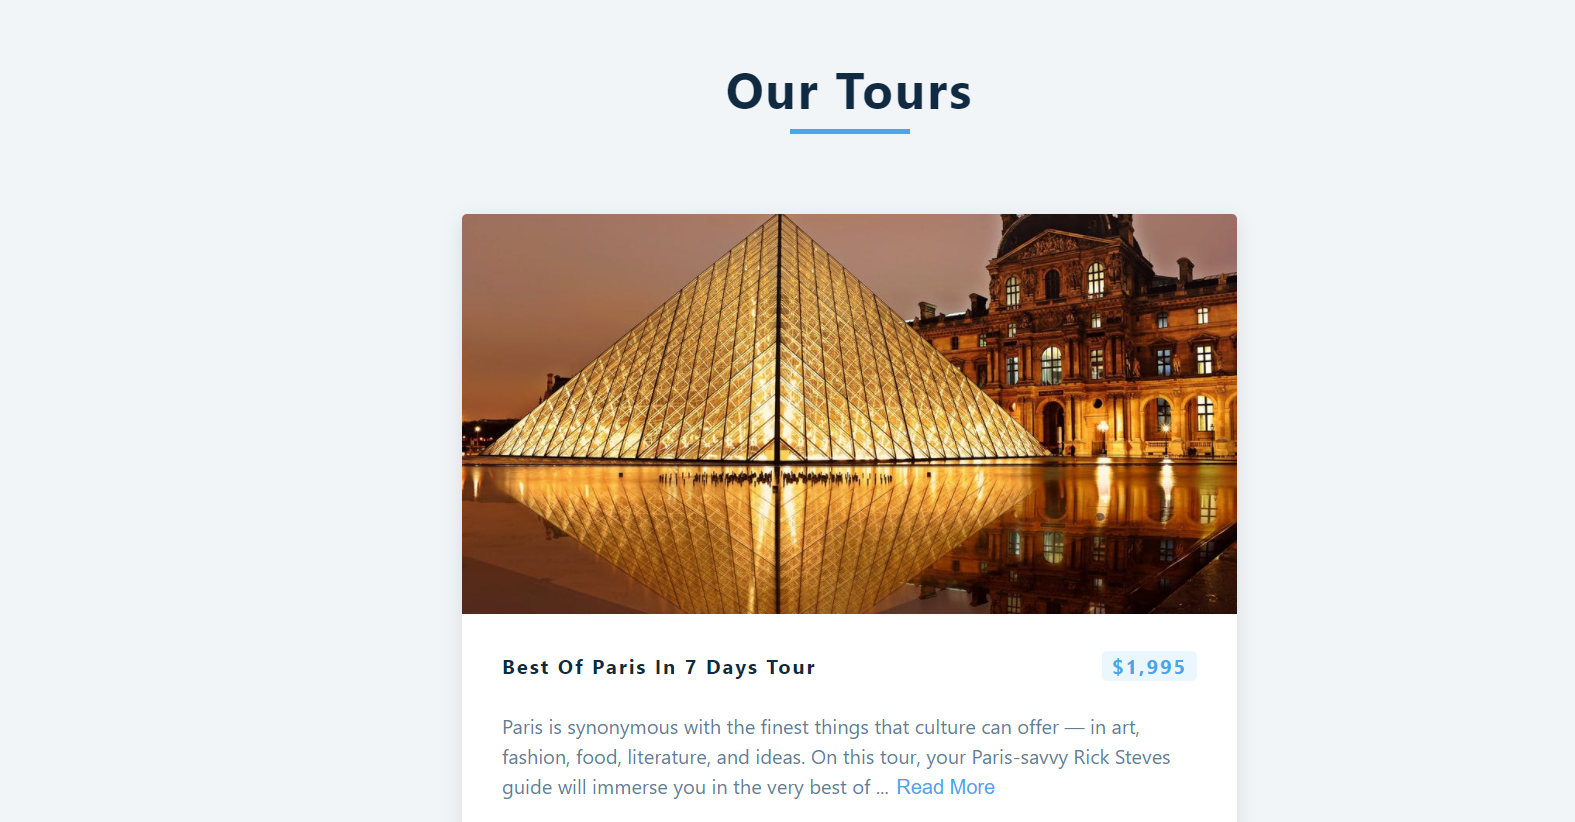 Our Tours
Best Of Paris In 7 Days Tour
$1,995
Paris is synonymous with the finest things that culture can offer — in art,
fashion, food, literature, and ideas. On this tour, your Paris-savvy Rick Steves
guide will immerse you in the very best of ... Read More